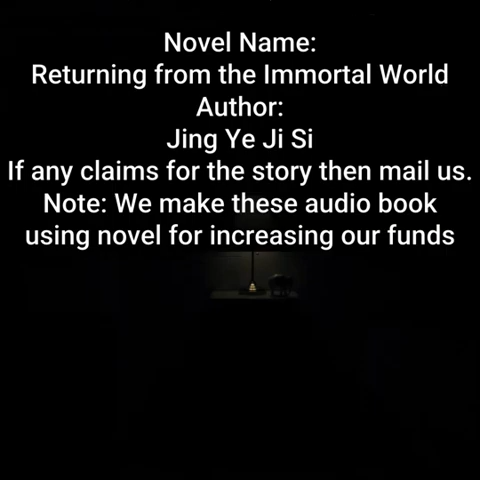 Novel Name:
Returning from the Immortal World
Author:
Jing Ye Ji Si
If any claims for the story then mail us.
Note: We make these audio book
using novel for increasing our funds